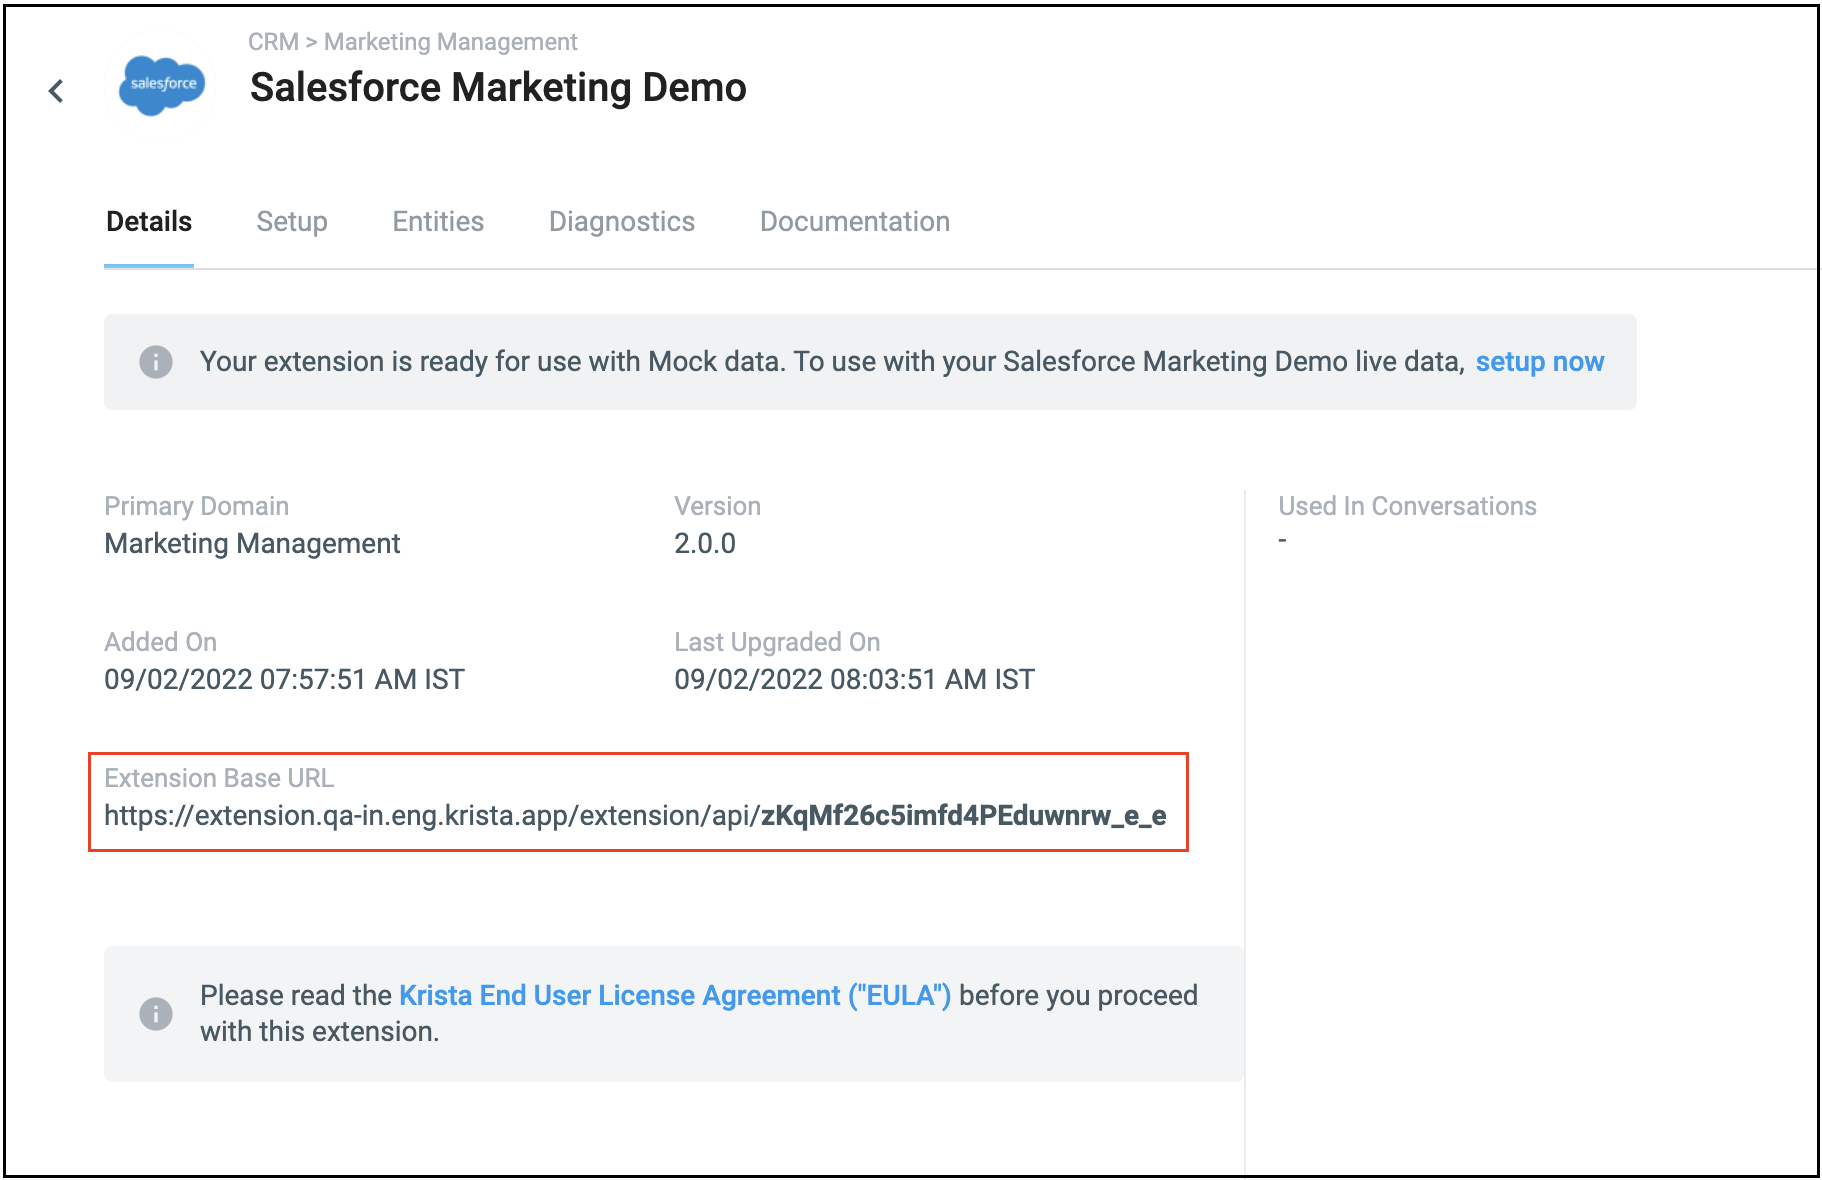 CRM > Marketing Management
salesforce
Salesforce Marketing Demo
Details Setup Entities Diagnostics Documentation
Your extension is ready for use with Mock data. To use with your Salesforce Marketing Demo live data, setup now
Primary Domain
Marketing Management
Version
2.0.0
Used In Conversations
-
Added On
09/02/2022 07:57:51 AM IST
Last Upgraded On
09/02/2022 08:03:51 AM IST
Extension Base URL
https://extension.qa-in.eng.krista.app/extension/api/zKqMf26c5imfd4PEduwnrw_e_e
Please read the Krista End User License Agreement ("EULA") before you proceed
with this extension.